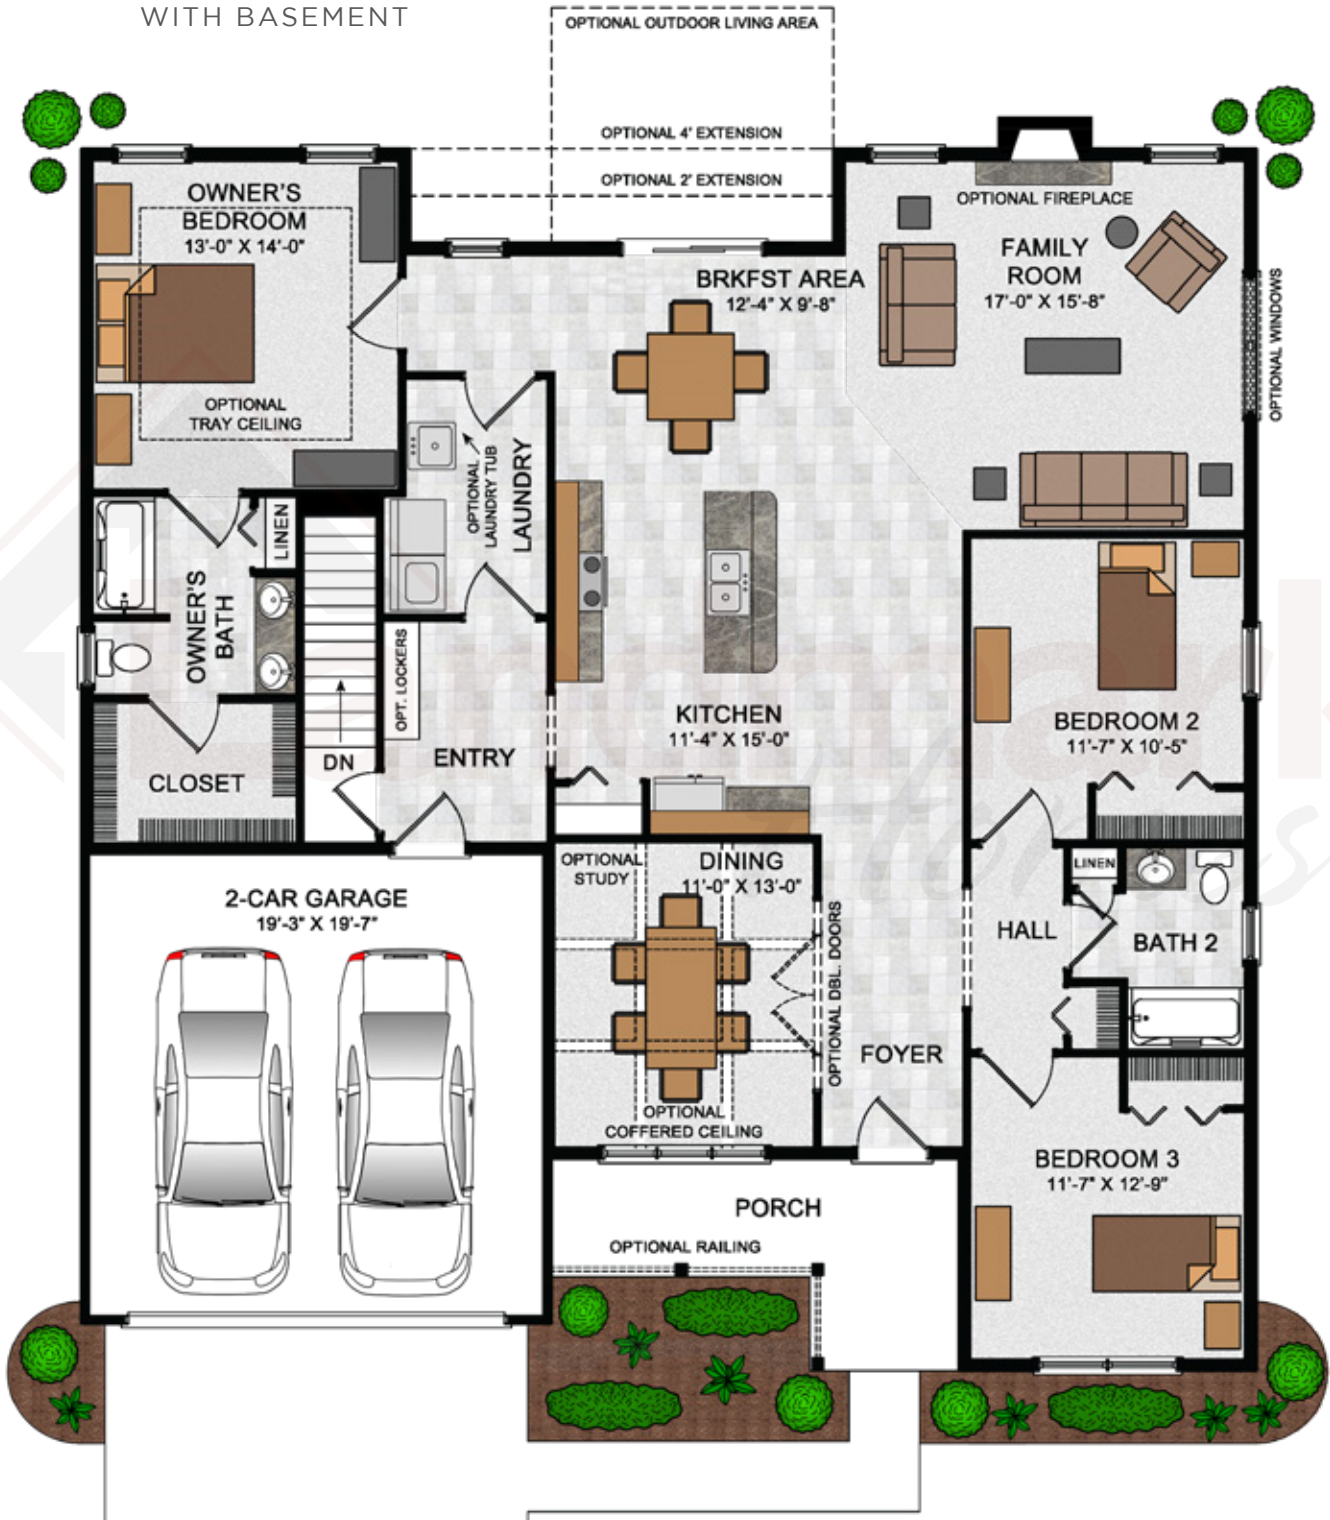 WITH BASEMENT
OPTIONAL OUTDOOR LIVING AREA
OPTIONAL 4' EXTENSION
OPTIONAL 2' EXTENSION
OWNER'S
BEDROOM
13'-0" X 14'-0"
OPTIONAL
TRAY CEILING
BRKFST AREA
12'-4" X 9'-8"
OPTIONAL FIREPLACE
FAMILY
ROOM
17'-0" X 15'-8"
OPTIONAL WINDOWS
OPTIONAL
LAUNDRY TUB
LAUNDRY
LINEN
OWNER'S
BATH
OPT. LOCKERS
KITCHEN
11'-4" X 15'-0"
BEDROOM 2
11'-7" X 10'-5"
ENTRY
DN
CLOSET
2-CAR GARAGE
19'-3" X 19'-7"
OPTIONAL
STUDY
DINING
11'-0" X 13'-0"
OPTIONAL DBL. DOORS
LINEN
HALL
BATH 2
FOYER
OPTIONAL
COFFERED CEILING
BEDROOM 3
11'-7" X 12'-9"
PORCH
OPTIONAL RAILING
Landmark
Homes